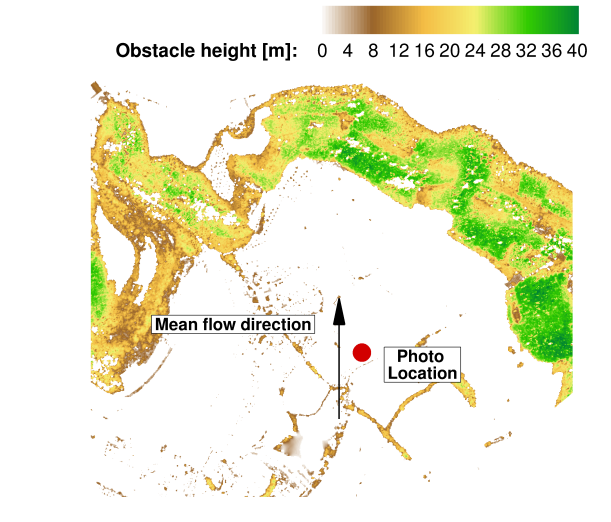 Obstacle height [m]: 0 4 8 12 16 20 24 28 32 36 40
Mean flow direction
Photo
Location